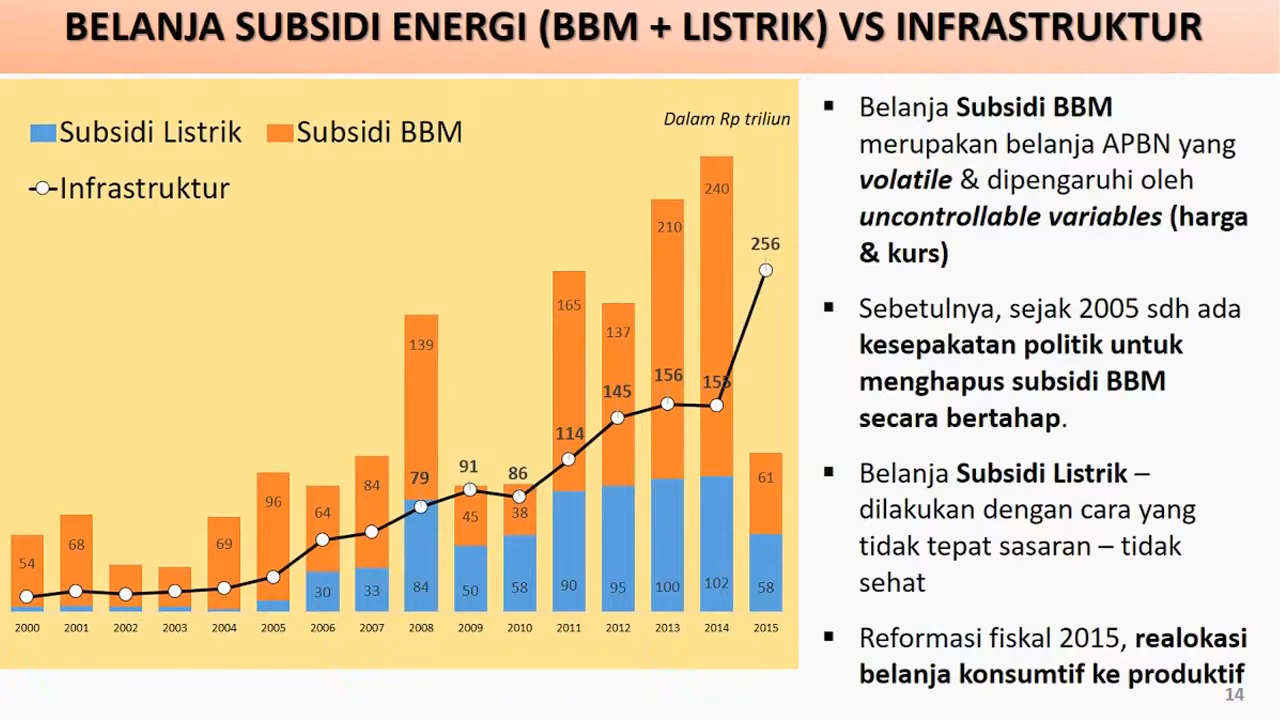 BELANJA SUBSIDI ENERGI (BBM + LISTRIK) VS INFRASTRUKTUR
Subsidi Listrik Subsidi BBM
Infrastruktur
Dalam Rp triliun
54
68
69
96
64
84
139
45
38
165
137
210
240
61
79
91
86
114
145
156
155
256
30
33
84
50
58
90
95
100
102
58
2000 2001 2002 2003 2004 2005 2006 2007 2008 2009 2010 2011 2012 2013 2014 2015
▪ Belanja Subsidi BBM
merupakan belanja APBN yang
volatile & dipengaruhi oleh
uncontrollable variables (harga
& kurs)
▪ Sebetulnya, sejak 2005 sdh ada
kesepakatan politik untuk
menghapus subsidi BBM
secara bertahap.
▪ Belanja Subsidi Listrik –
dilakukan dengan cara yang
tidak tepat sasaran – tidak
sehat
▪ Reformasi fiskal 2015, realokasi
belanja konsumtif ke produktif
14